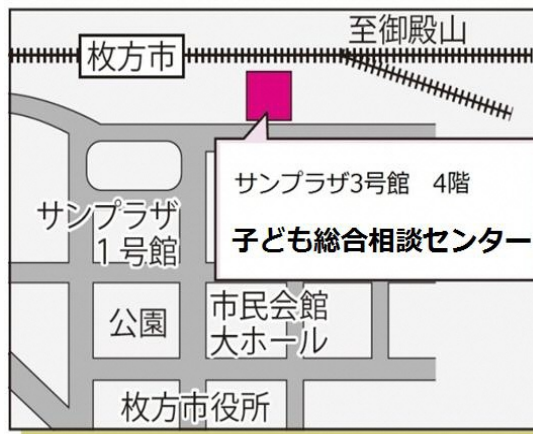 至御殿山
枚方市
サンプラザ3号館 4階
子ども総合相談センター
サンプラザ
1号館
市民会館
大ホール
公園
枚方市役所